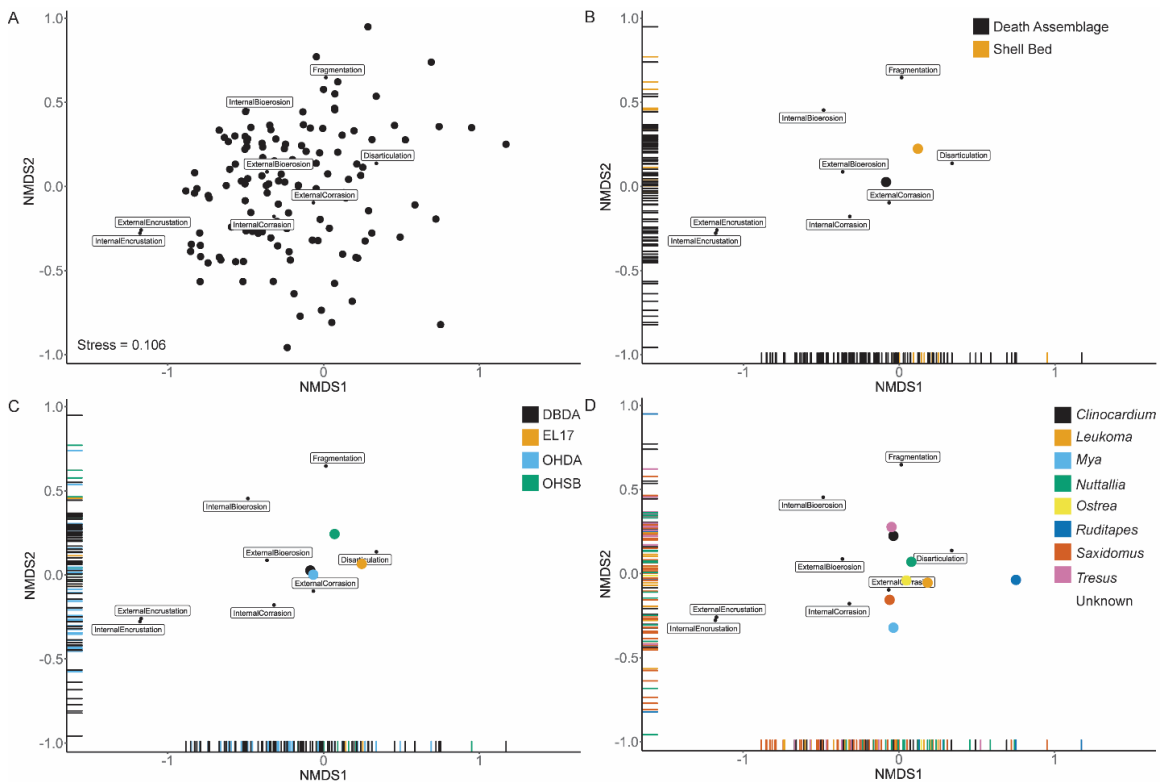 A
1.0
0.5
0.0
-0.5
-1.0
NMDS2
Fragmentation
InternalBioerosion
Disarticulation
ExternalBioerosion
ExternalCorrasion
InternalCorrasion
ExternalEncrustation
InternalEncrustation
Stress = 0.106
-1
0
1
NMDS1
B
Death Assemblage
Shell Bed
1.0
0.5
0.0
-0.5
-1.0
NMDS2
Fragmentation
InternalBioerosion
Disarticulation
ExternalBioerosion
ExternalCorrasion
InternalCorrasion
ExternalEncrustation
InternalEncrustation
-1
0
1
NMDS1
C
DBDA
EL17
OHDA
OHSB
1.0
0.5
0.0
-0.5
-1.0
NMDS2
Fragmentation
InternalBioerosion
ExternalBioerosion
Disarticulation
ExternalCorrasion
InternalCorrasion
ExternalEncrustation
InternalEncrustation
-1
0
1
NMDS1
D
Clinocardium
Leukoma
Mya
Nuttallia
Ostrea
Ruditapes
Saxidomus
Tresus
Unknown
1.0
0.5
0.0
-0.5
-1.0
NMDS2
Fragmentation
InternalBioerosion
Disarticulation
ExternalBioerosion
ExternalCorrasion
InternalCorrasion
ExternalEncrustation
InternalEncrustation
-1
0
1
NMDS1